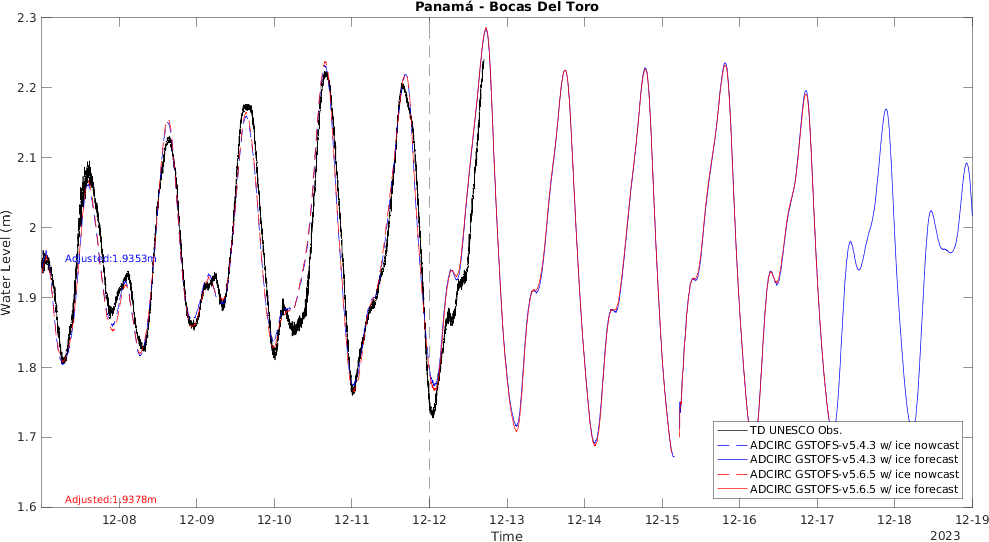 Panamá - Bocas Del Toro
2.3
2.2
2.1
2
1.9
1.8
1.7
1.6
Water Level (m)
Adjusted:1.9353m
Adjusted:1.9378m
TD UNESCO Obs.
ADCIRC GSTOFS-v5.4.3 w/ ice nowcast
ADCIRC GSTOFS-v5.4.3 w/ ice forecast
ADCIRC GSTOFS-v5.6.5 w/ ice nowcast
ADCIRC GSTOFS-v5.6.5 w/ ice forecast
12-08 12-09 12-10 12-11 12-12 12-13 12-14 12-15 12-16 12-17 12-18 12-19
Time
2023